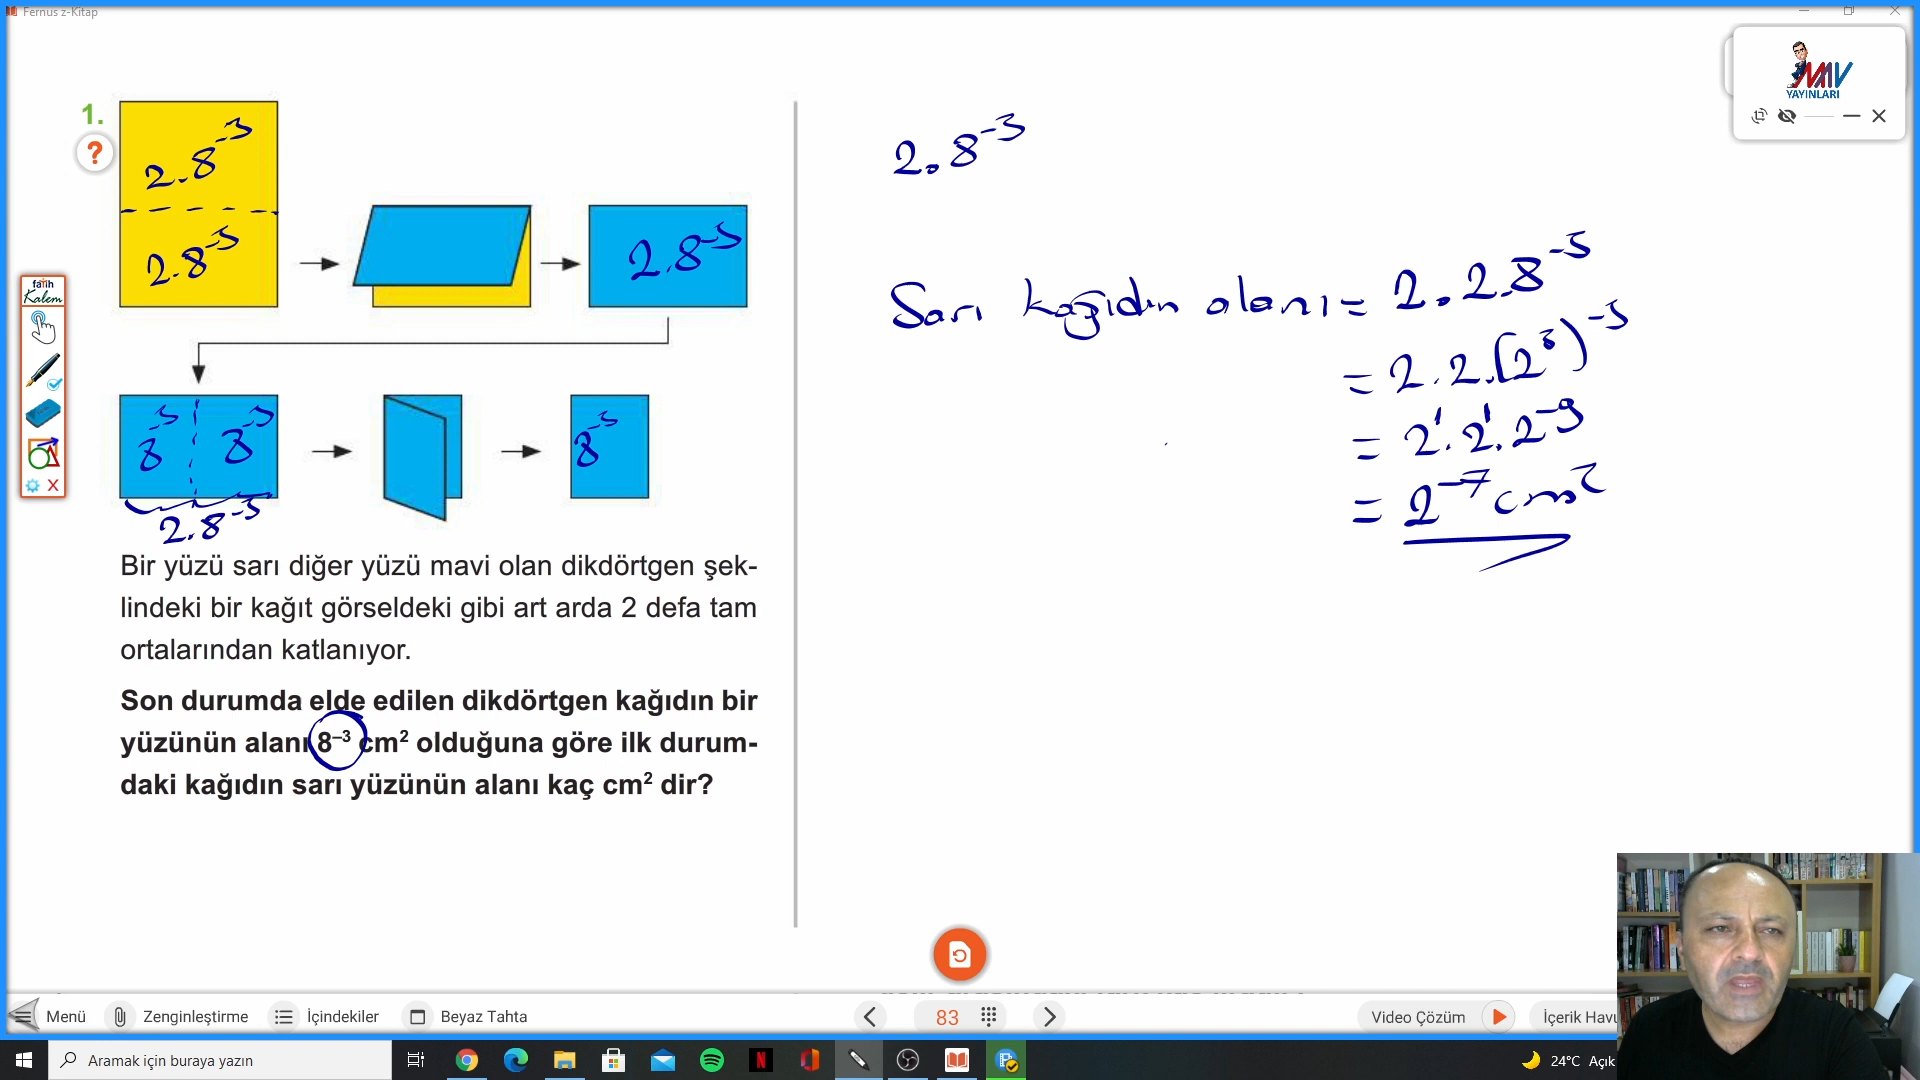 Fernus z-Kitap
MAV
YAYINLARI
1.
?
2.8⁻³
2.8⁻³
2.8⁻³
8⁻³ 8⁻³
2.8⁻³
8⁻³
Bir yüzü sarı diğer yüzü mavi olan dikdörtgen şek-
lindeki bir kağıt görseldeki gibi art arda 2 defa tam
ortalarından katlanıyor.
Son durumda elde edilen dikdörtgen kağıdın bir
yüzünün alanı 8⁻³ cm² olduğuna göre ilk durum-
daki kağıdın sarı yüzünün alanı kaç cm² dir?
2.8⁻³
Sarı kağıdın alanı = 2.2.8⁻³
= 2.2.(2³)⁻³
= 2¹.2¹.2⁻⁹
= 2⁻⁷ cm²
fatih
Kalem
Menü Zenginleştirme İçindekiler Beyaz Tahta 83 Video Çözüm İçerik Havu
Aramak için buraya yazın 24°C Açık